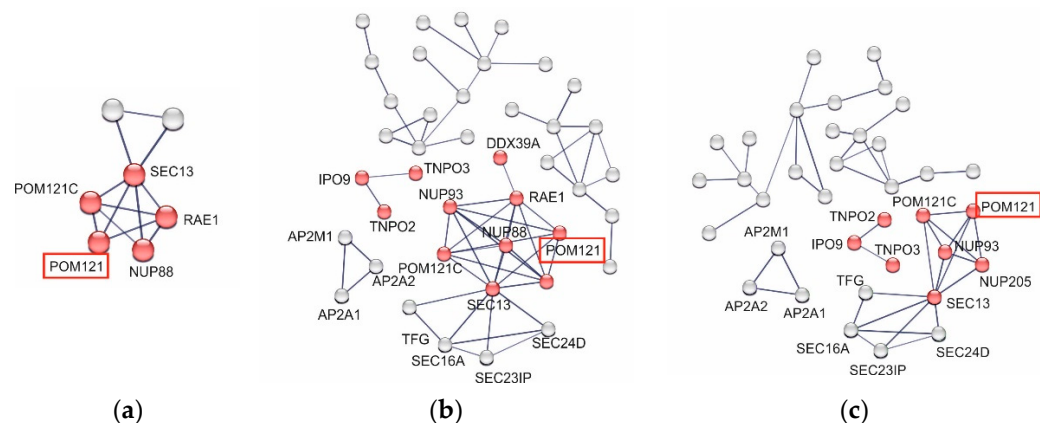 SEC13
POM121C
RAE1
POM121
NUP88
(a)
DDX39A
TNPO3
IPO9
NUP93
RAE1
TNPO2
NUP88
AP2M1
POM121
POM121C
AP2A2
SEC13
AP2A1
TFG
SEC24D
SEC16A
SEC23IP
(b)
POM121C
POM121
TNPO2
AP2M1
IPO9
NUP93
TNPO3
NUP205
TFG
AP2A2
AP2A1
SEC13
SEC16A
SEC24D
SEC23IP
(c)